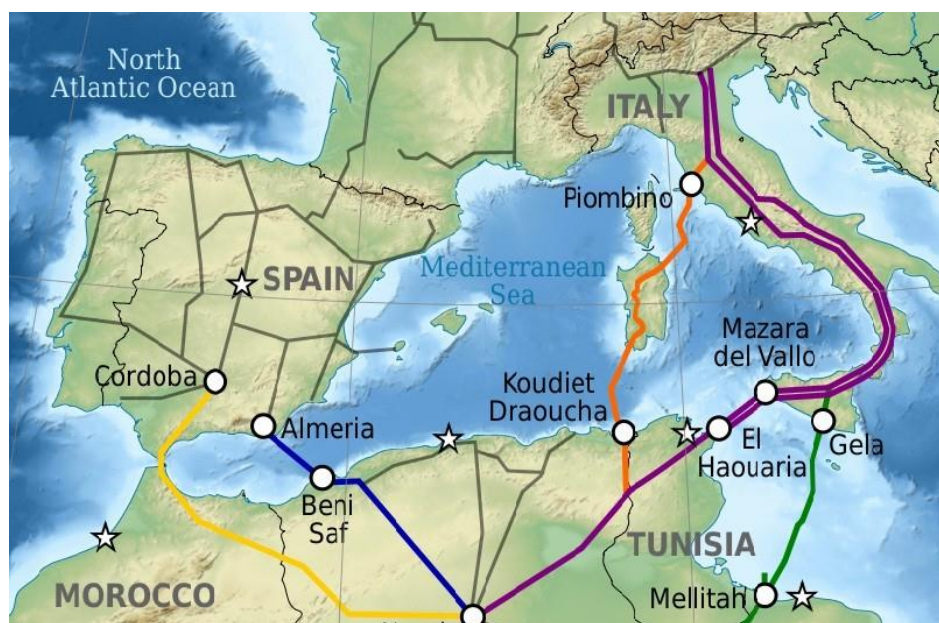 North
Atlantic Ocean
ITALY
Piombino
SPAIN
Mediterranean
Sea
Mazara
del Vallo
Cordoba
Koudiet
Draoucha
Almeria
El
Haouaria
Gela
Beni
Saf
TUNISIA
MOROCCO
Mellitah